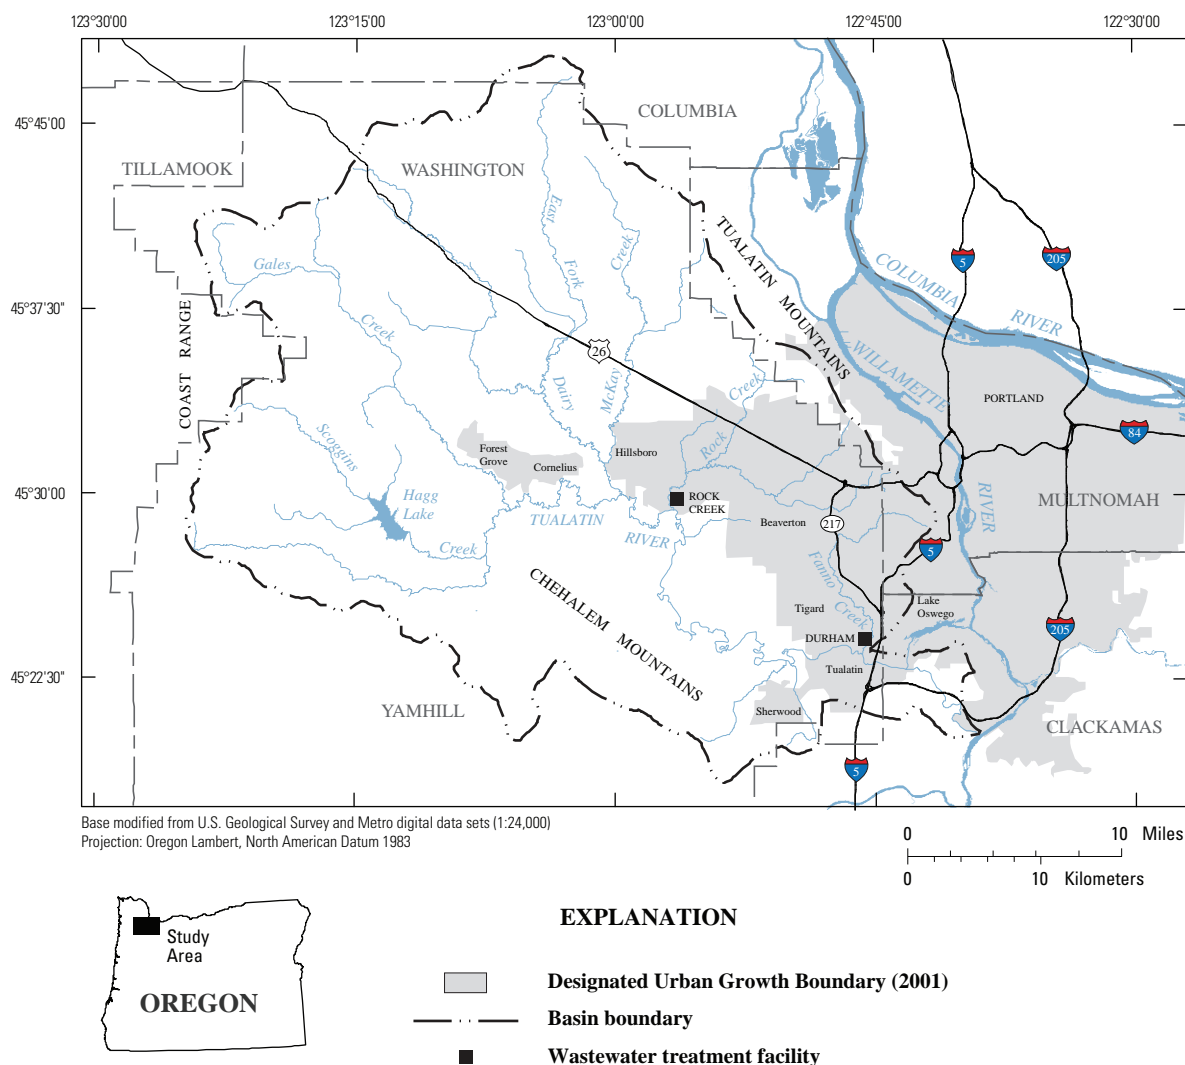 123°30'00'
123°15'00'
123°00'00'
122°45'00'
122°30'00'
45°45'00'
45°37'1.50"
45°30'00'
45°22'1.50"
COLUMBIA
TILLAMOOK
WASHINGTON
East
Fork
Dairy
Creek
McKay
Gales
Creek
TUALATIN MOUNTAINS
5
205
COLUMBIA
RIVER
COAST RANGE
26
WILLAMETTE
RIVER
PORTLAND
84
Rock
Creek
Scoggins
Forest
Grove
Cornelius
Hillsboro
Hagg
Lake
Creek
TUALATIN
RIVER
ROCK
CREEK
Beaverton
217
MULTNOMAH
5
Fanno
Creek
CHEHALEM MOUNTAINS
Tigard
Lake
Oswego
DURHAM
205
Tualatin
YAMHILL
Sherwood
CLACKAMAS
5
Base modified from U.S. Geological Survey and Metro digital data sets (1:24,000)
Projection: Oregon Lambert, North American Datum 1983
0 10 Miles
0 10 Kilometers
Study
Area
OREGON
EXPLANATION
Designated Urban Growth Boundary (2001)
Basin boundary
Wastewater treatment facility